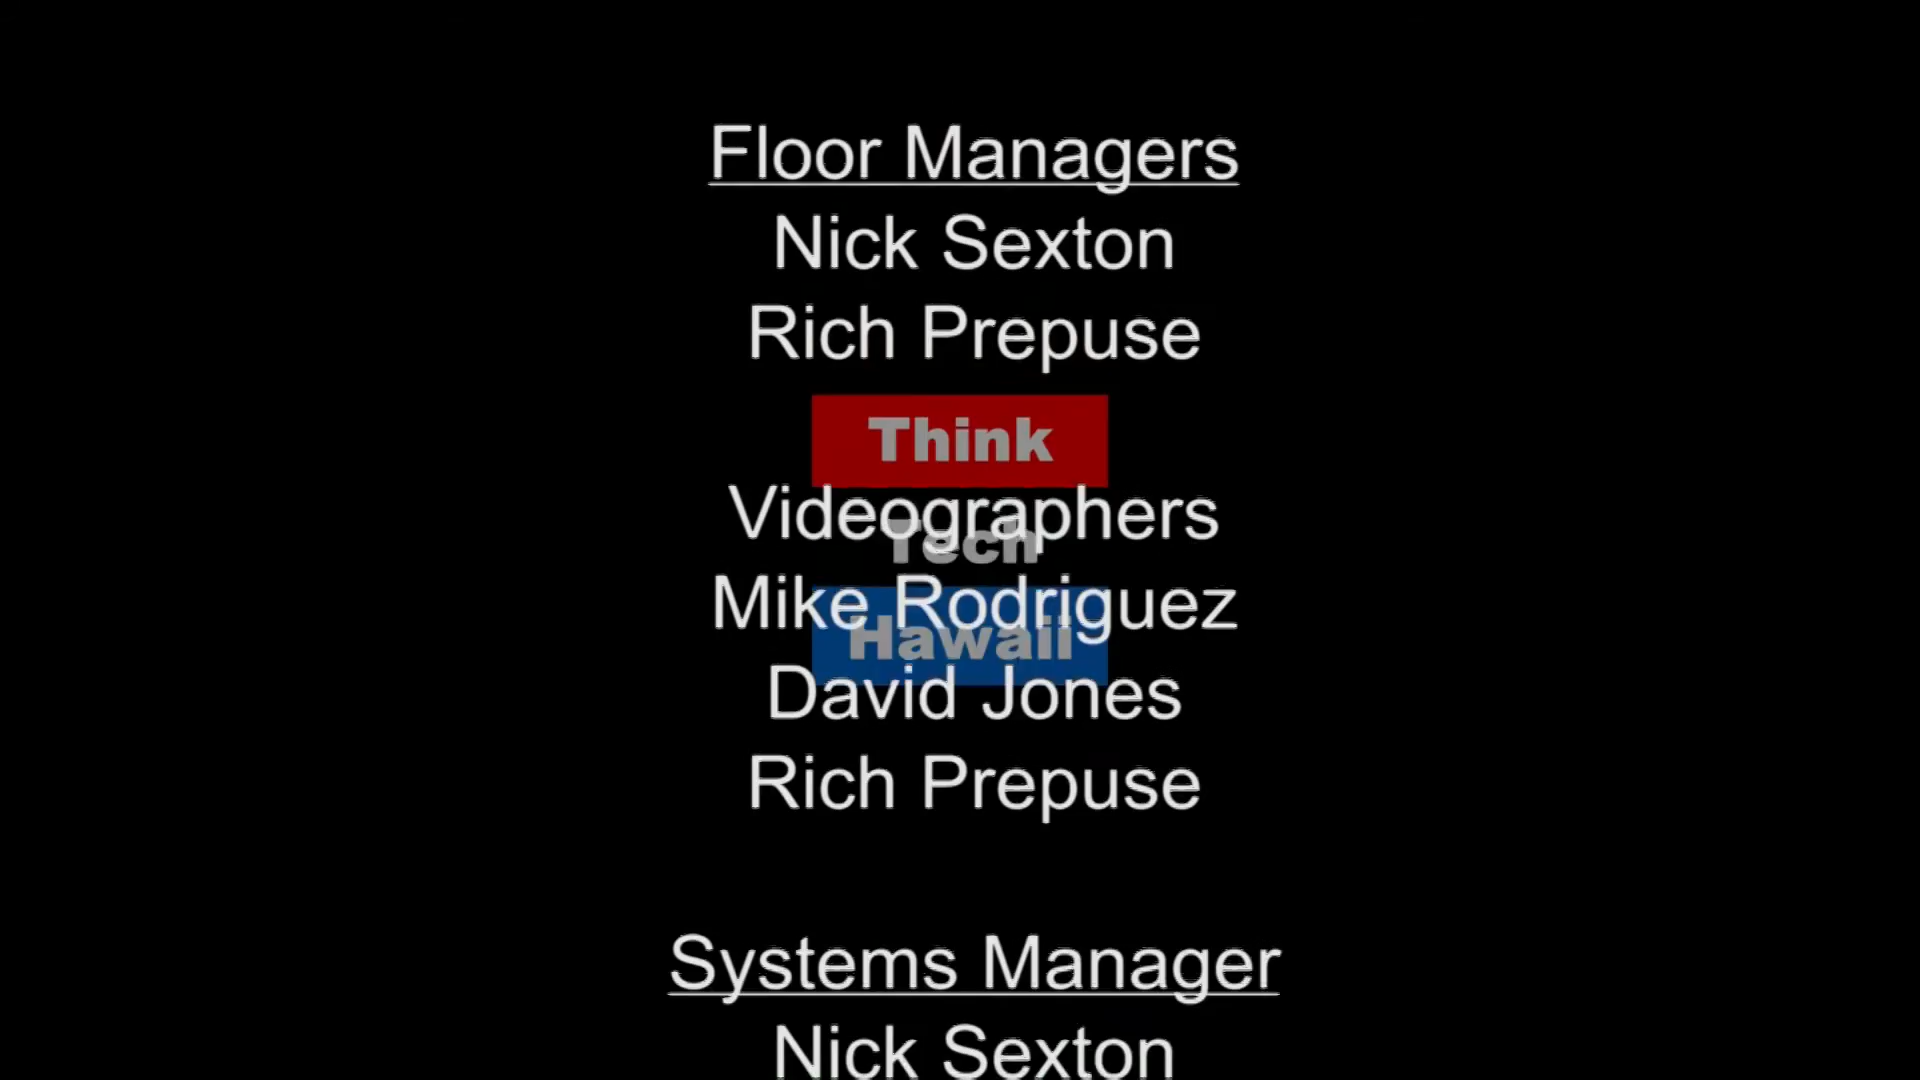 Floor Managers
Nick Sexton
Rich Prepuse
Think
Videographers
Tech
Mike Rodriguez
Hawaii
David Jones
Rich Prepuse
Systems Manager
Nick Sexton